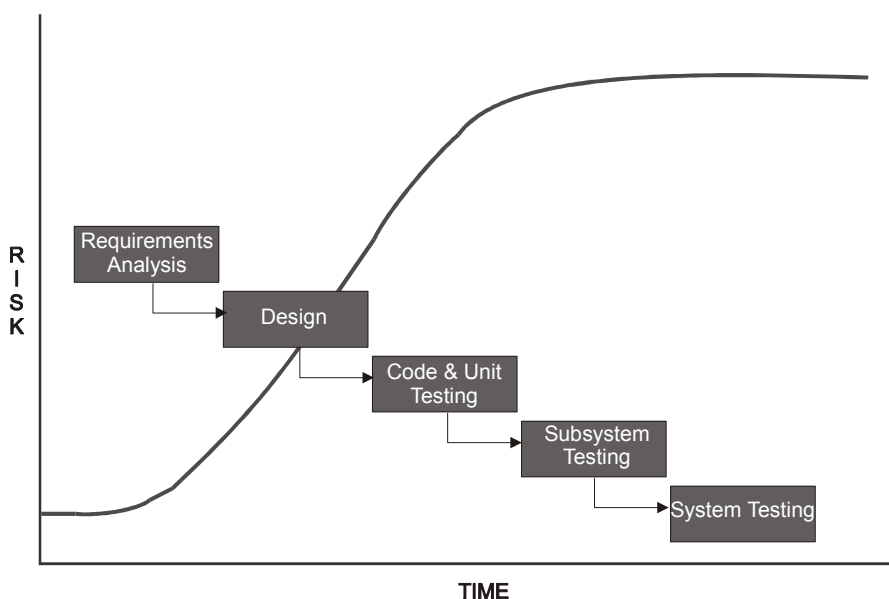 Requirements
Analysis
R
I
S
K
Design
Code & Unit
Testing
Subsystem
Testing
System Testing
TIME